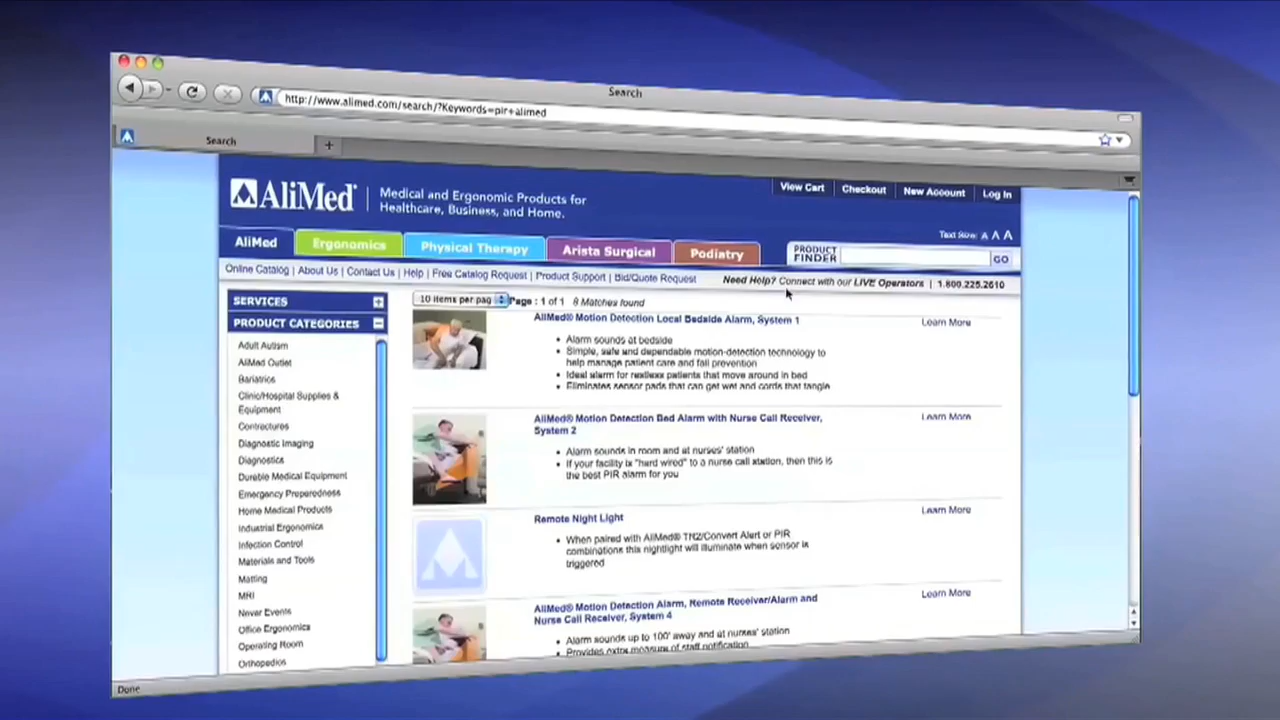 Search
http://www.alimed.com/search/?Keywords=pir+alimed
Search
+
AliMed®
Medical and Ergonomic Products for
Healthcare, Business, and Home.
View Cart
Checkout
New Account
Log In
Text Size: A A A
AliMed
Ergonomics
Physical Therapy
Arista Surgical
Podiatry
PRODUCT
FINDER
GO
Online Catalog | About Us | Contact Us | Help | Free Catalog Request | Product Support | Bid/Quote Request
Need Help? Connect with our LIVE Operators | 1.800.225.2610
SERVICES
PRODUCT CATEGORIES
Adult Autism
AliMed Outlet
Bariatrics
Clinic/Hospital Supplies &
Equipment
Contractures
Diagnostic Imaging
Diagnostics
Durable Medical Equipment
Emergency Preparedness
Home Medical Products
Industrial Ergonomics
Infection Control
Materials and Tools
Matting
MRI
Never Events
Office Ergonomics
Operating Room
Orthopedics
10 items per pag
Page : 1 of 1 8 Matches found
AliMed® Motion Detection Local Bedside Alarm, System 1
Learn More
• Alarm sounds at bedside
• Simple, safe and dependable motion-detection technology to
help manage patient care and fall prevention
• Ideal alarm for restless patients that move around in bed
• Eliminates sensor pads that can get wet and cords that tangle
AliMed® Motion Detection Bed Alarm with Nurse Call Receiver,
System 2
Learn More
• Alarm sounds in room and at nurses' station
• If your facility is "hard wired" to a nurse call station, then this is
the best PIR alarm for you
Remote Night Light
Learn More
• When paired with AliMed® TR2/Convert Alert or PIR
combinations this nightlight will illuminate when sensor is
triggered
AliMed® Motion Detection Alarm, Remote Receiver/Alarm and
Nurse Call Receiver, System 4
Learn More
• Alarm sounds up to 100' away and at nurses' station
• Provides extra measure of staff notification
Done